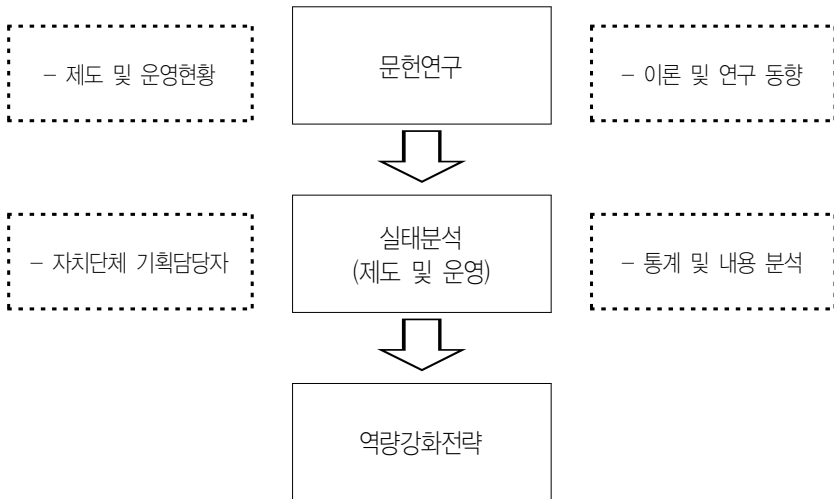 문헌연구
– 제도 및 운영현황
– 이론 및 연구 동향
실태분석
(제도 및 운영)
– 자치단체 기획담당자
– 통계 및 내용 분석
역량강화전략